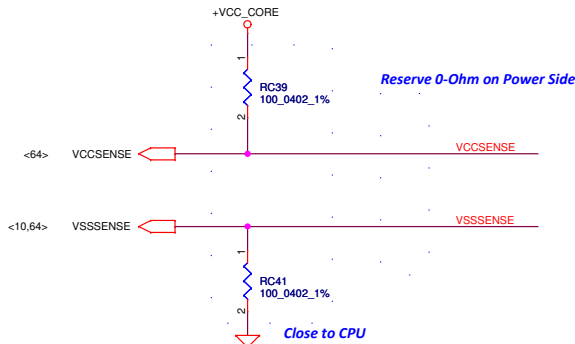 +VCC_CORE
1
RC39
100_0402_1%
2
Reserve 0-Ohm on Power Side
<64> VCCSENSE
VCCSENSE
<10,64> VSSSENSE
VSSSENSE
1
RC41
100_0402_1%
2
Close to CPU